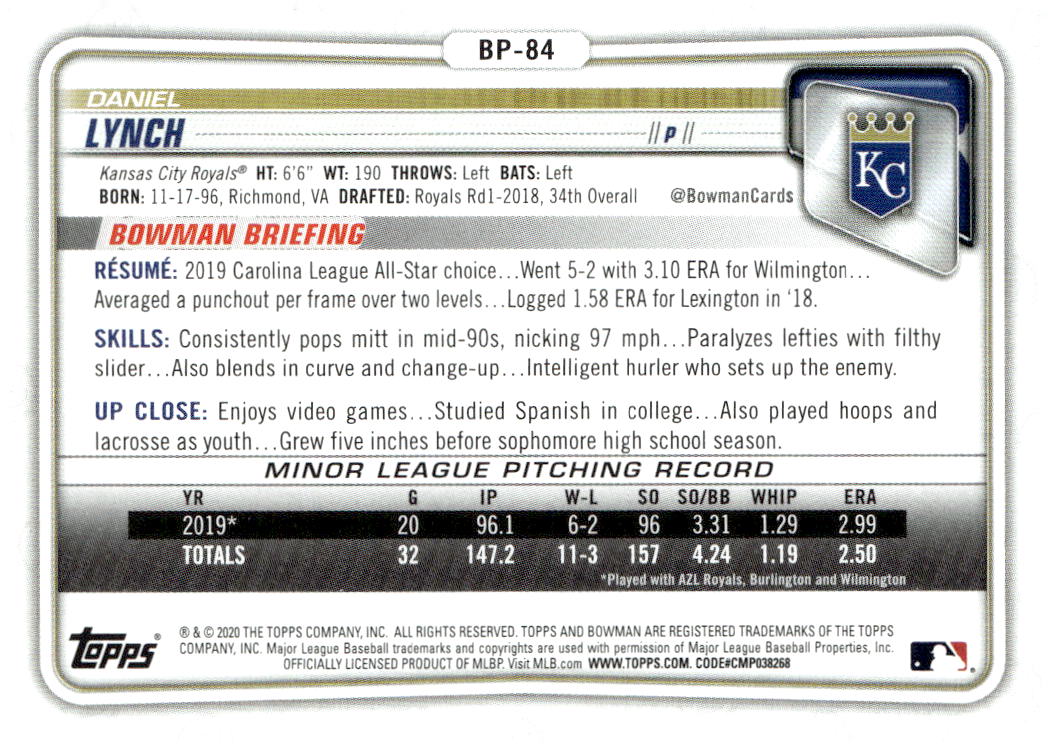 BP-84
DANIEL
LYNCH // P //
Kansas City Royals® HT: 6'6" WT: 190 THROWS: Left BATS: Left
BORN: 11-17-96, Richmond, VA DRAFTED: Royals Rd1-2018, 34th Overall @BowmanCards
KC
BOWMAN BRIEFING
RÉSUMÉ: 2019 Carolina League All-Star choice...Went 5-2 with 3.10 ERA for Wilmington...
Averaged a punchout per frame over two levels...Logged 1.58 ERA for Lexington in '18.
SKILLS: Consistently pops mitt in mid-90s, nicking 97 mph...Paralyzes lefties with filthy
slider...Also blends in curve and change-up...Intelligent hurler who sets up the enemy.
UP CLOSE: Enjoys video games...Studied Spanish in college...Also played hoops and
lacrosse as youth...Grew five inches before sophomore high school season.
MINOR LEAGUE PITCHING RECORD
YR G IP W-L SO SO/BB WHIP ERA
2019* 20 96.1 6-2 96 3.31 1.29 2.99
TOTALS 32 147.2 11-3 157 4.24 1.19 2.50
*Played with AZL Royals, Burlington and Wilmington
Topps®
® & © 2020 THE TOPPS COMPANY, INC. ALL RIGHTS RESERVED. TOPPS AND BOWMAN ARE REGISTERED TRADEMARKS OF THE TOPPS
COMPANY, INC. Major League Baseball trademarks and copyrights are used with permission of Major League Baseball Properties, Inc.
OFFICIALLY LICENSED PRODUCT OF MLBP. Visit MLB.com WWW.TOPPS.COM. CODE#CMP038268